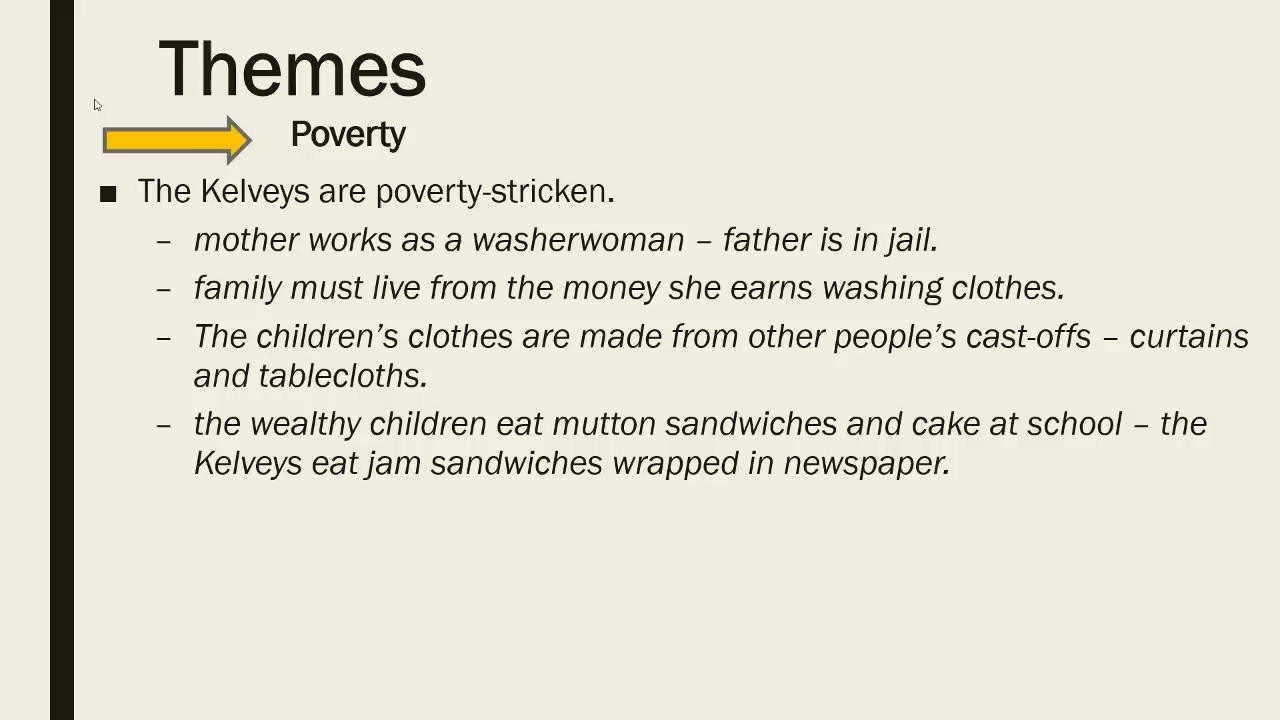 Themes
Poverty
■ The Kelveys are poverty-stricken.
– mother works as a washerwoman – father is in jail.
– family must live from the money she earns washing clothes.
– The children’s clothes are made from other people’s cast-offs – curtains
and tablecloths.
– the wealthy children eat mutton sandwiches and cake at school – the
Kelveys eat jam sandwiches wrapped in newspaper.